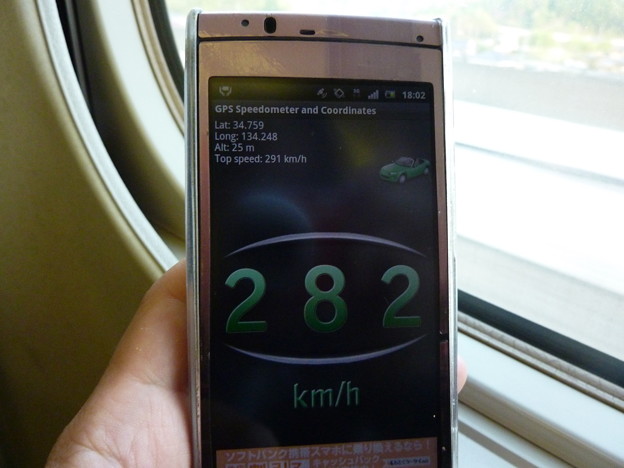 18:02
GPS Speedometer and Coordinates
Lat: 34.759
Long: 134.248
Alt: 25 m
Top speed: 291 km/h
282
km/h
ソフトバンク携帯スマホに乗り換えるなら
キャッシュバック